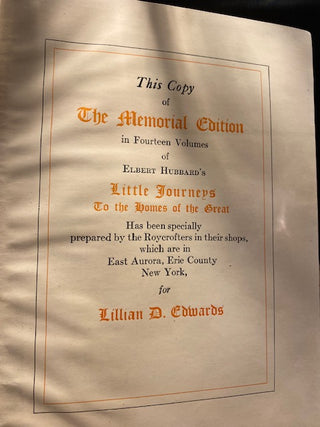 This Copy
of
The Memorial Edition
in Fourteen Volumes
of
Elbert Hubbard's
Little Journeys
To the Homes of the Great
Has been specially
prepared by the Roycrofters in their shops,
which are in
East Aurora, Erie County
New York,
for
Lillian D. Edwards